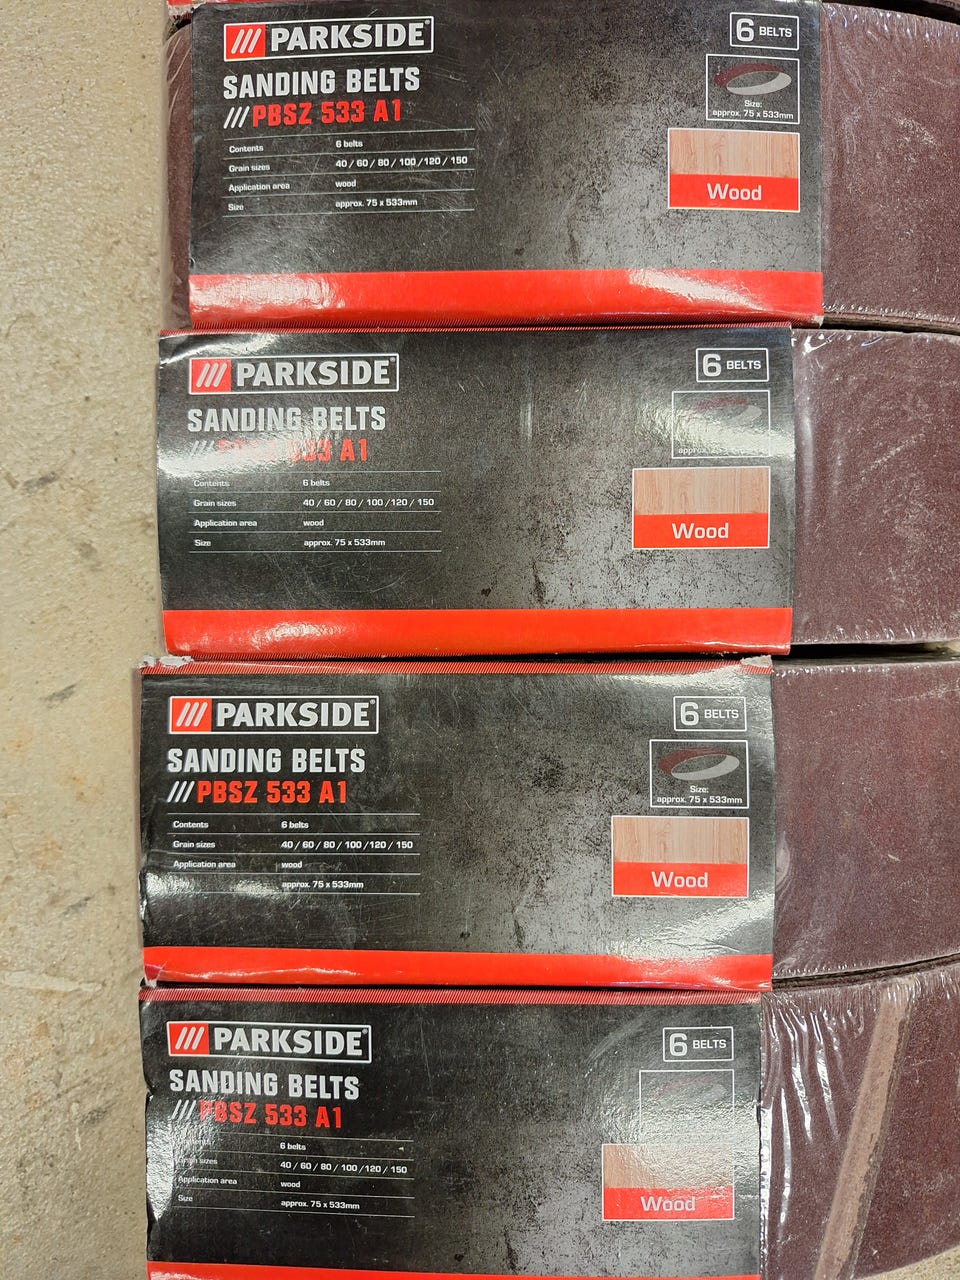 /// PARKSIDE®
SANDING BELTS
/// PBSZ 533 A1
Contents 6 belts
Grain sizes 40 / 60 / 80 / 100 /120 / 150
Application area wood
Size approx. 75 x 533mm
6 BELTS
Size:
approx. 75 x 533mm
Wood
/// PARKSIDE®
SANDING BELTS
/// 533 A1
Contents 6 belts
Grain sizes 40 / 60 / 80 / 100 /120 / 150
Application area wood
Size approx. 75 x 533mm
6 BELTS
approx.
Wood
/// PARKSIDE®
SANDING BELTS
/// PBSZ 533 A1
Contents 6 belts
Grain sizes 40 / 60 / 80 / 100 /120 / 150
Application area wood
approx. 75 x 533mm
6 BELTS
Size:
approx. 75 x 533mm
Wood
/// PARKSIDE®
SANDING BELTS
/// PBSZ 533 A1
6 belts
sizes 40 / 60 / 80 / 100 /120 / 150
Application area wood
Size approx. 75 x 533mm
6 BELTS
Wood